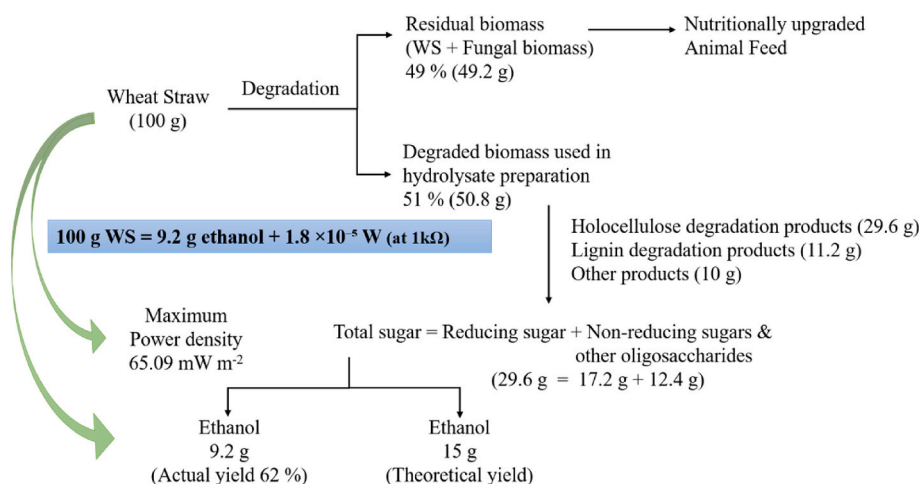 Residual biomass
(WS + Fungal biomass)
49 % (49.2 g)
Nutritionally upgraded
Animal Feed
Wheat Straw
(100 g)
Degradation
Degraded biomass used in
hydrolysate preparation
51 % (50.8 g)
100 g WS = 9.2 g ethanol + 1.8 ×10⁻⁵ W (at 1kΩ)
Holocellulose degradation products (29.6 g)
Lignin degradation products (11.2 g)
Other products (10 g)
Maximum
Power density
65.09 mW m⁻²
Total sugar = Reducing sugar + Non-reducing sugars &
other oligosaccharides
(29.6 g = 17.2 g + 12.4 g)
Ethanol
9.2 g
(Actual yield 62 %)
Ethanol
15 g
(Theoretical yield)